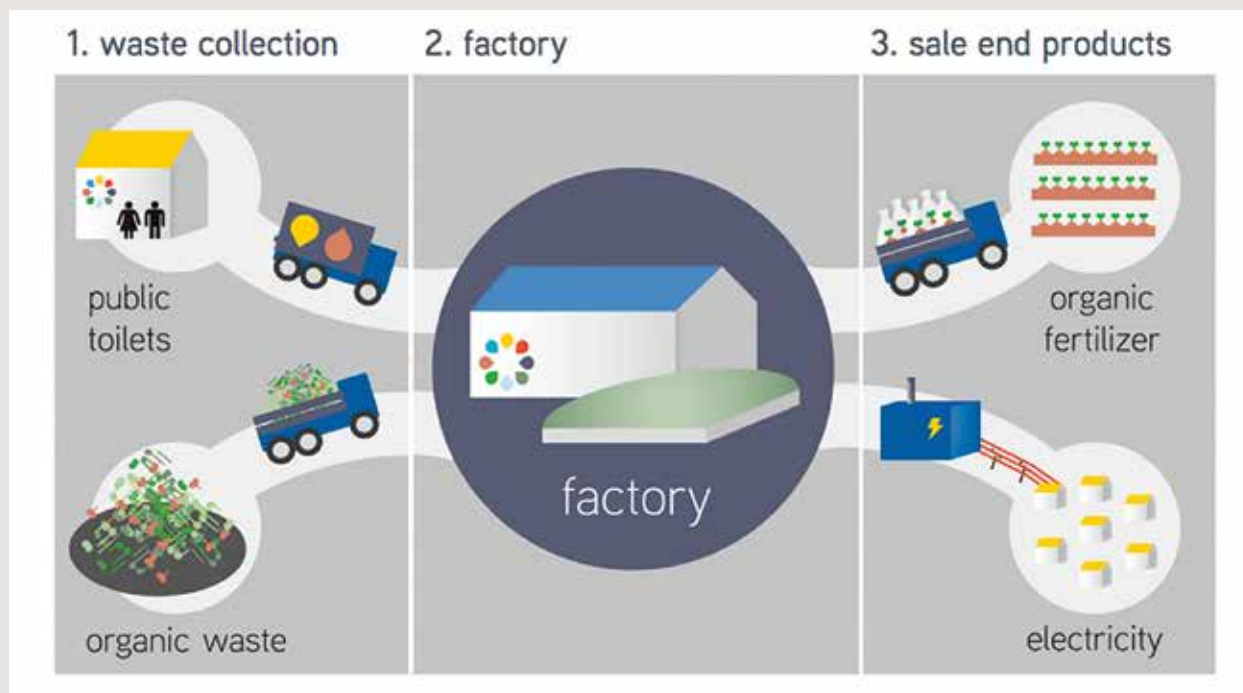 1. waste collection
2. factory
3. sale end products
public
toilets
organic waste
factory
organic
fertilizer
electricity